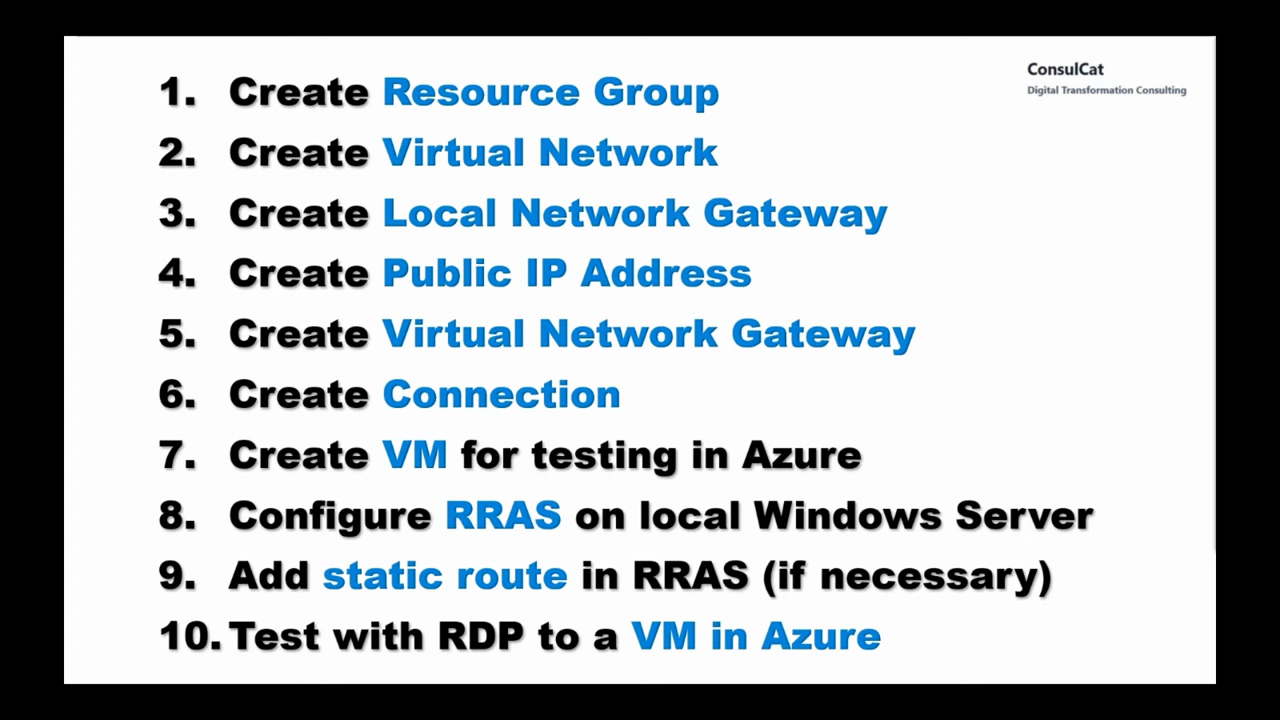 ConsulCat
Digital Transformation Consulting
1. Create Resource Group
2. Create Virtual Network
3. Create Local Network Gateway
4. Create Public IP Address
5. Create Virtual Network Gateway
6. Create Connection
7. Create VM for testing in Azure
8. Configure RRAS on local Windows Server
9. Add static route in RRAS (if necessary)
10. Test with RDP to a VM in Azure